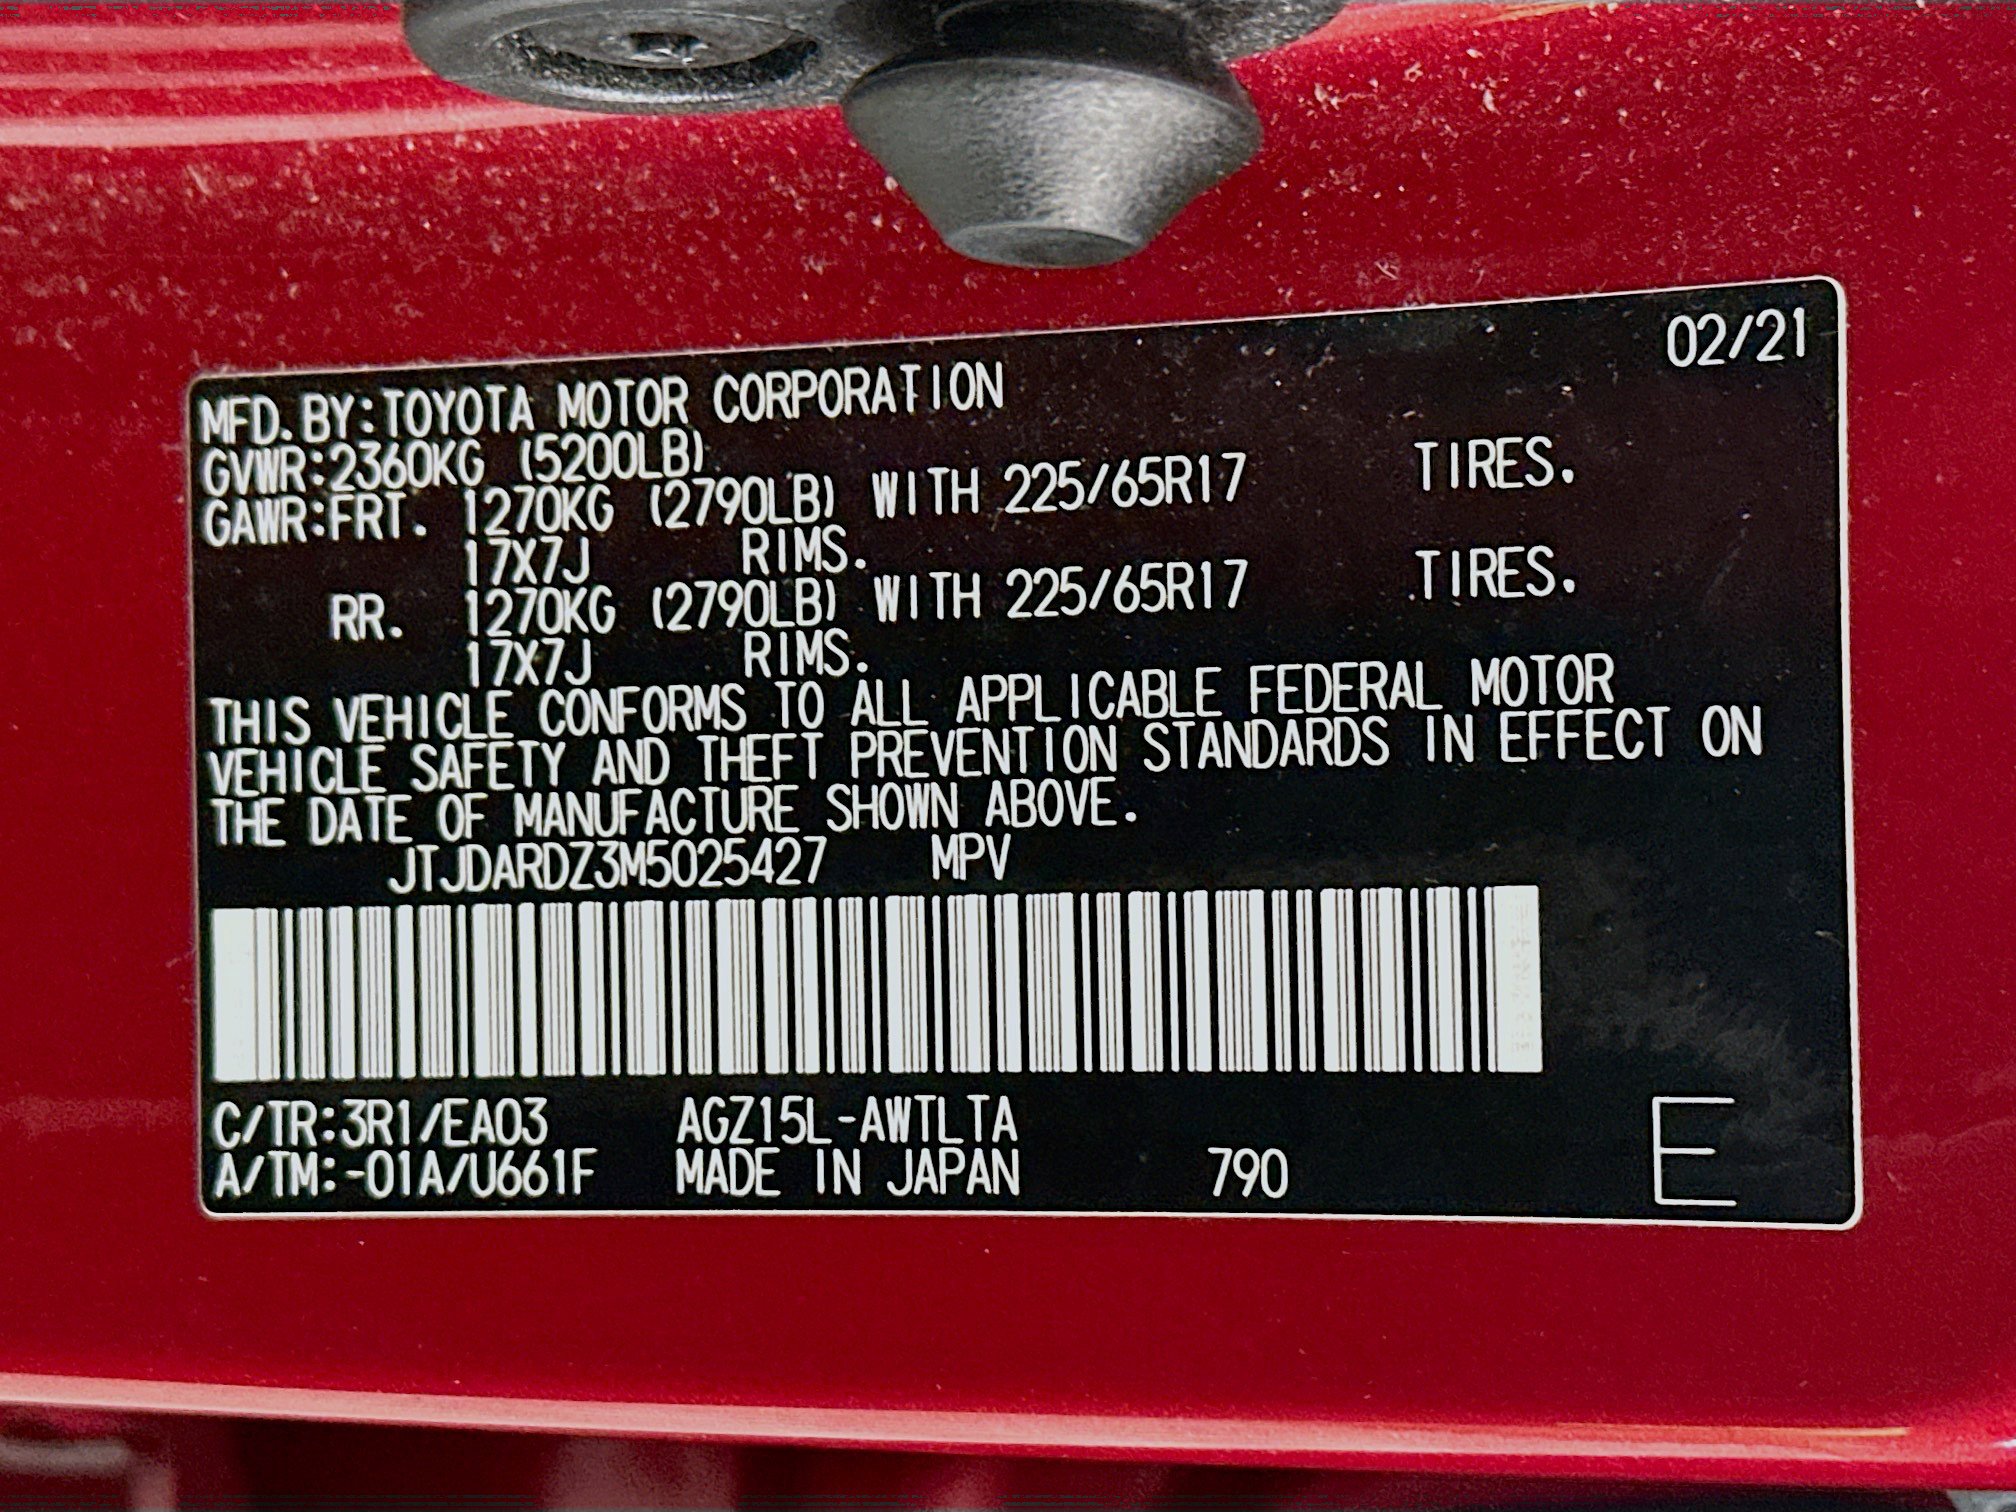 02/21
MFD.BY:TOYOTA MOTOR CORPORATION
GVWR:2360KG (5200LB)
GAWR:FRT. 1270KG (2790LB) WITH 225/65R17 TIRES.
17X7J RIMS.
RR. 1270KG (2790LB) WITH 225/65R17 TIRES.
17X7J RIMS.
THIS VEHICLE CONFORMS TO ALL APPLICABLE FEDERAL MOTOR
VEHICLE SAFETY AND THEFT PREVENTION STANDARDS IN EFFECT ON
THE DATE OF MANUFACTURE SHOWN ABOVE.
JTJDARDZ3M5025427 MPV
C/TR:3R1/EA03 AGZ15L-AWTLTA
A/TM:-01A/U661F MADE IN JAPAN 790 E